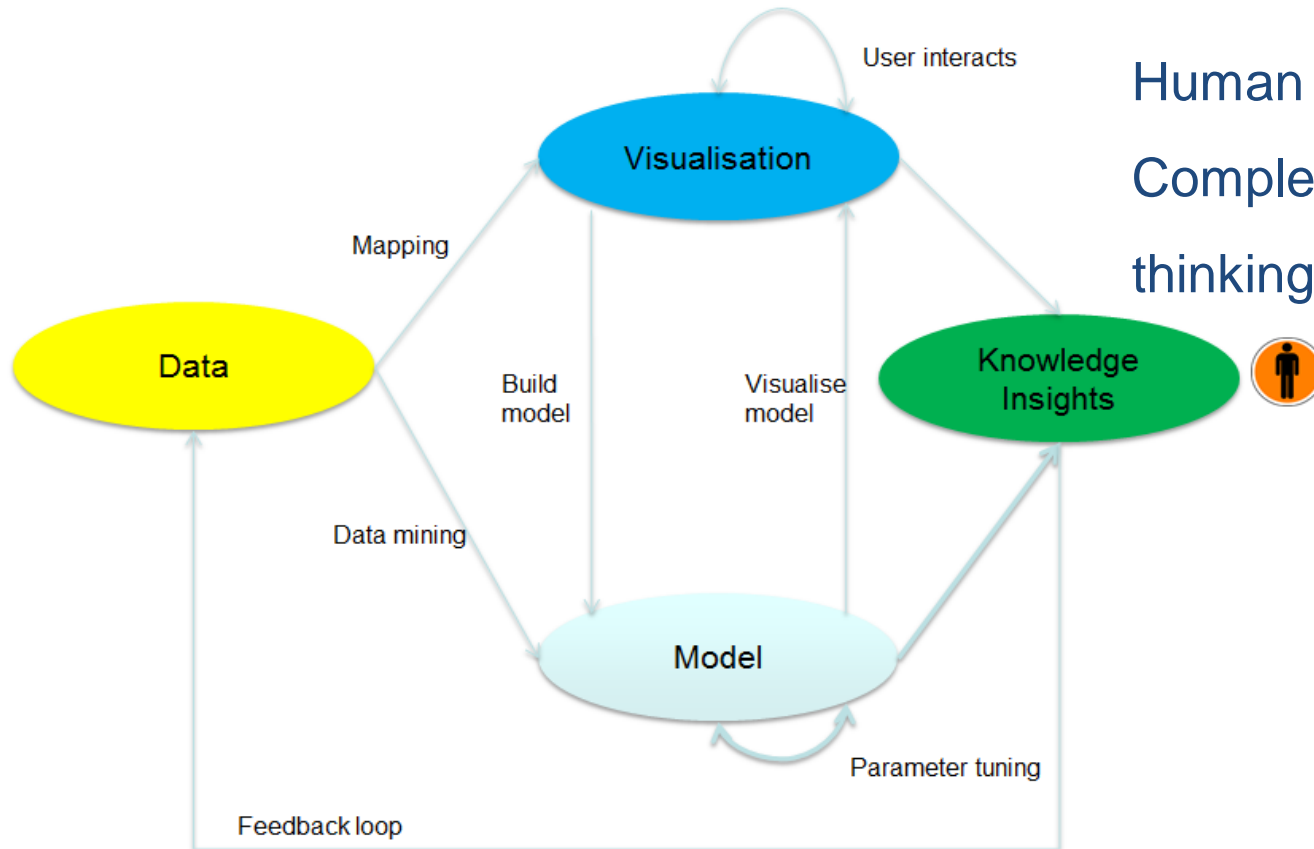 User interacts
Human
Comple
thinking
Visualisation
Mapping
Data
Build
model
Visualise
model
Knowledge
Insights
Data mining
Model
Parameter tuning
Feedback loop